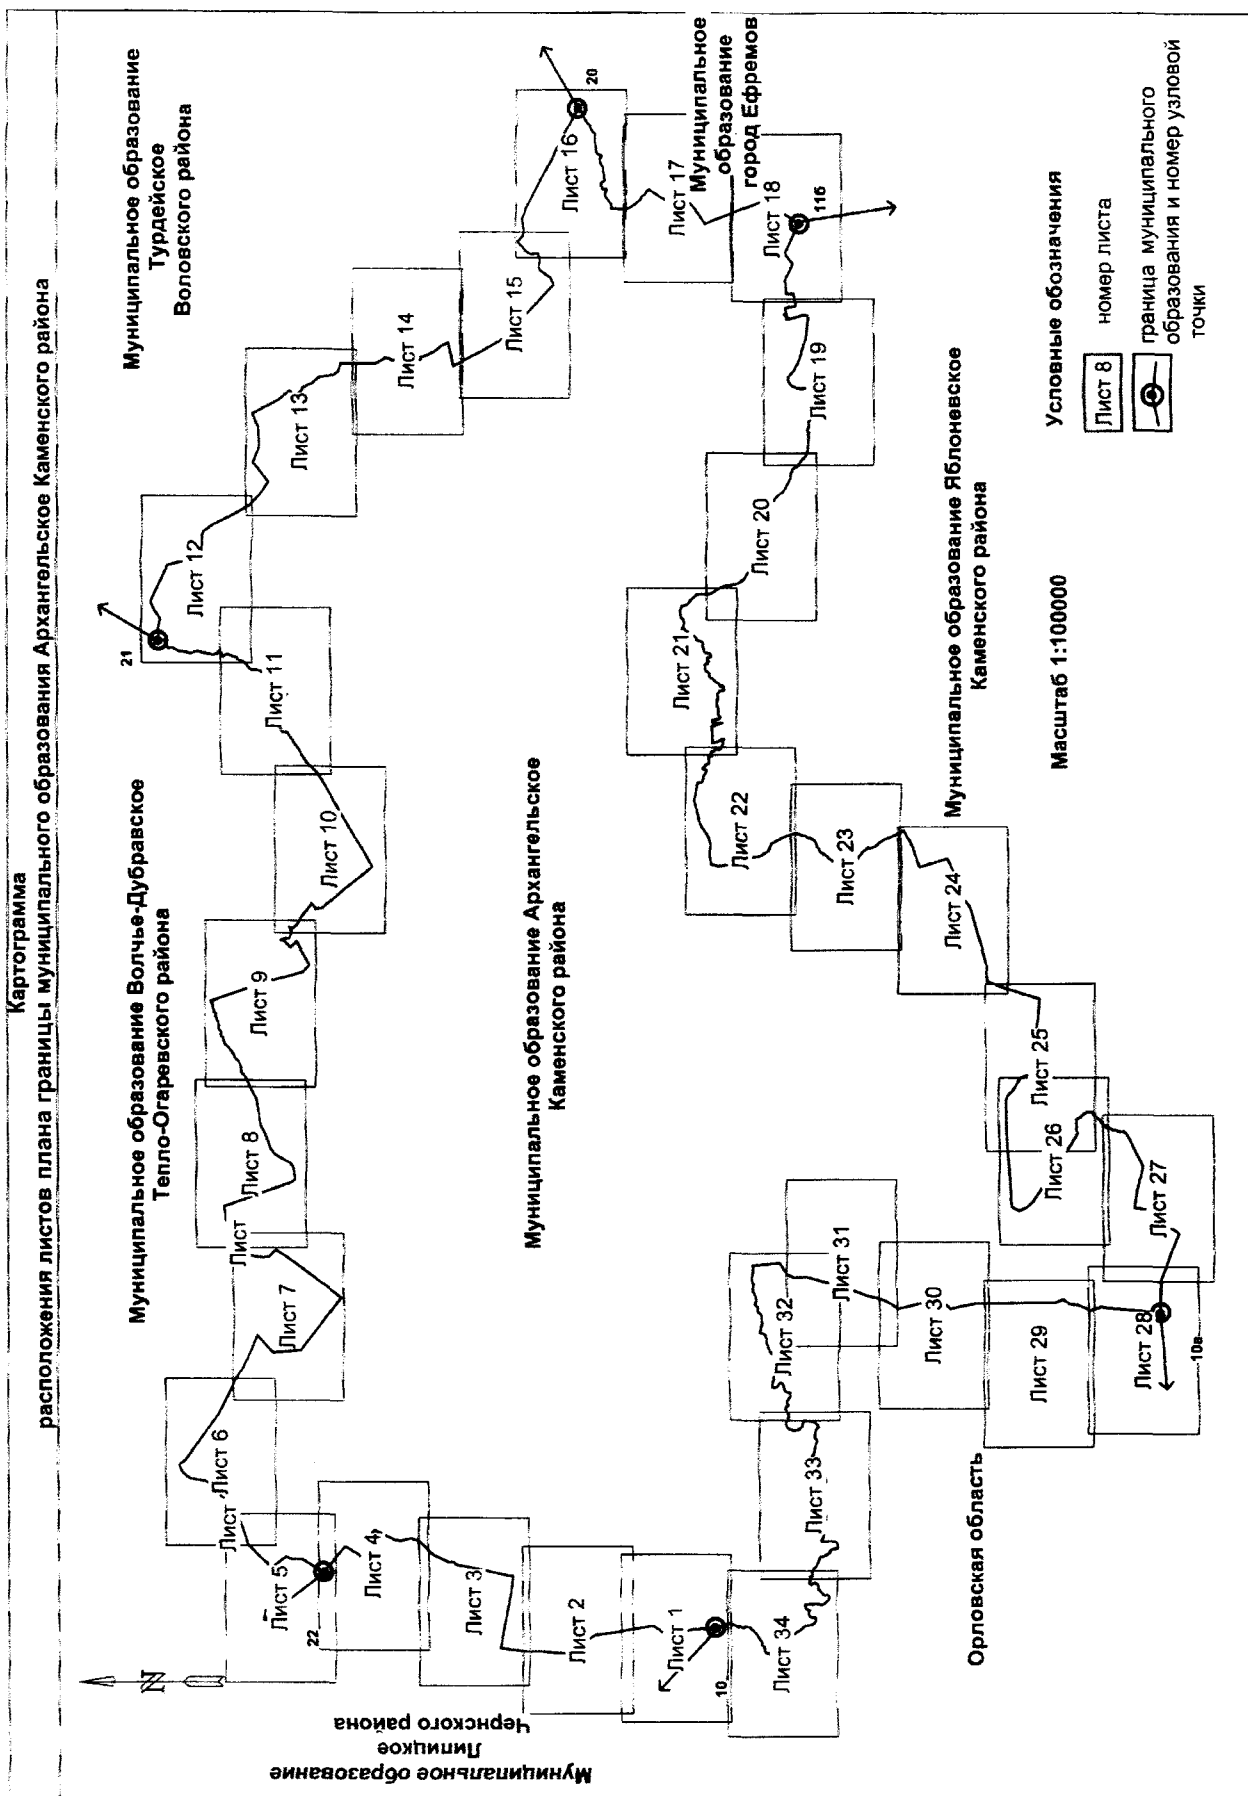 Картограмма
расположения листов плана границы муниципального образования Архангельское Каменского района
Муниципальное образование
Липицкое
Чернского района
Муниципальное образование Волчье-Дубравское
Тепло-Огаревского района
Муниципальное образование
Турдейское
Воловского района
Муниципальное
образование
город Ефремов
Муниципальное образование Архангельское
Каменского района
Муниципальное образование Яблоневское
Каменского района
Орловская область
N
Лист 1
Лист 2
Лист 3
Лист 4
Лист 5
Лист
Лист 6
Лист 7
Лист
Лист 8
Лист 9
Лист 10
Лист 11
Лист 12
Лист 13
Лист 14
Лист 15
Лист 16
Лист 17
Лист 18
Лист 19
Лист 20
Лист 21
Лист 22
Лист 23
Лист 24
Лист 25
Лист 26
Лист 27
Лист 28
Лист 29
Лист 30
Лист 31
Лист 32
Лист 33
Лист 34
10
22
21
20
10а
Масштаб 1:100000
Условные обозначения
Лист 8
номер листа
граница муниципального
образования и номер узловой
точки